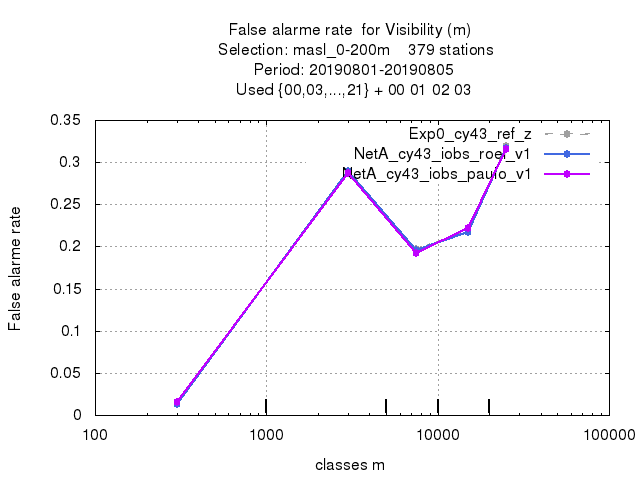 False alarme rate  for Visibility (m)
Selection: masl_0-200m    379 stations
Period: 20190801-20190805
Used {00,03,...,21} + 00 01 02 03
0.35
0.3
0.25
0.2
0.15
0.1
0.05
0
False alarme rate
Exp0_cy43_ref_z
NetA_cy43_iobs_roel_v1
NetA_cy43_iobs_paulo_v1
100
1000
10000
100000
classes m